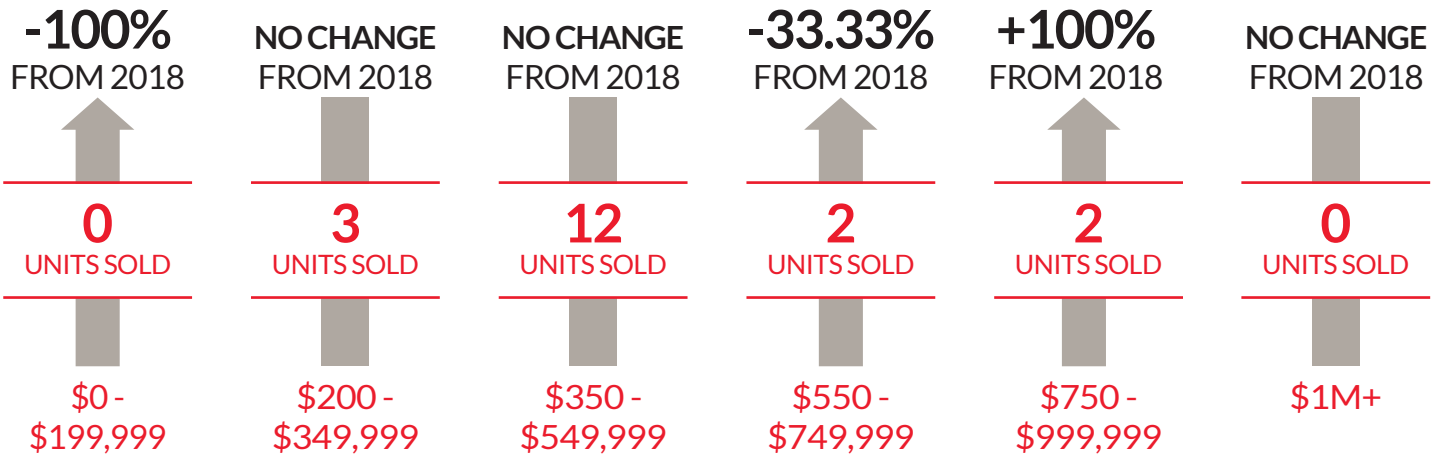 -100%
FROM 2018
0
UNITS SOLD
$0 -
$199,999
NO CHANGE
FROM 2018
3
UNITS SOLD
$200 -
$349,999
NO CHANGE
FROM 2018
12
UNITS SOLD
$350 -
$549,999
-33.33%
FROM 2018
2
UNITS SOLD
$550 -
$749,999
+100%
FROM 2018
2
UNITS SOLD
$750 -
$999,999
NO CHANGE
FROM 2018
0
UNITS SOLD
$1M+